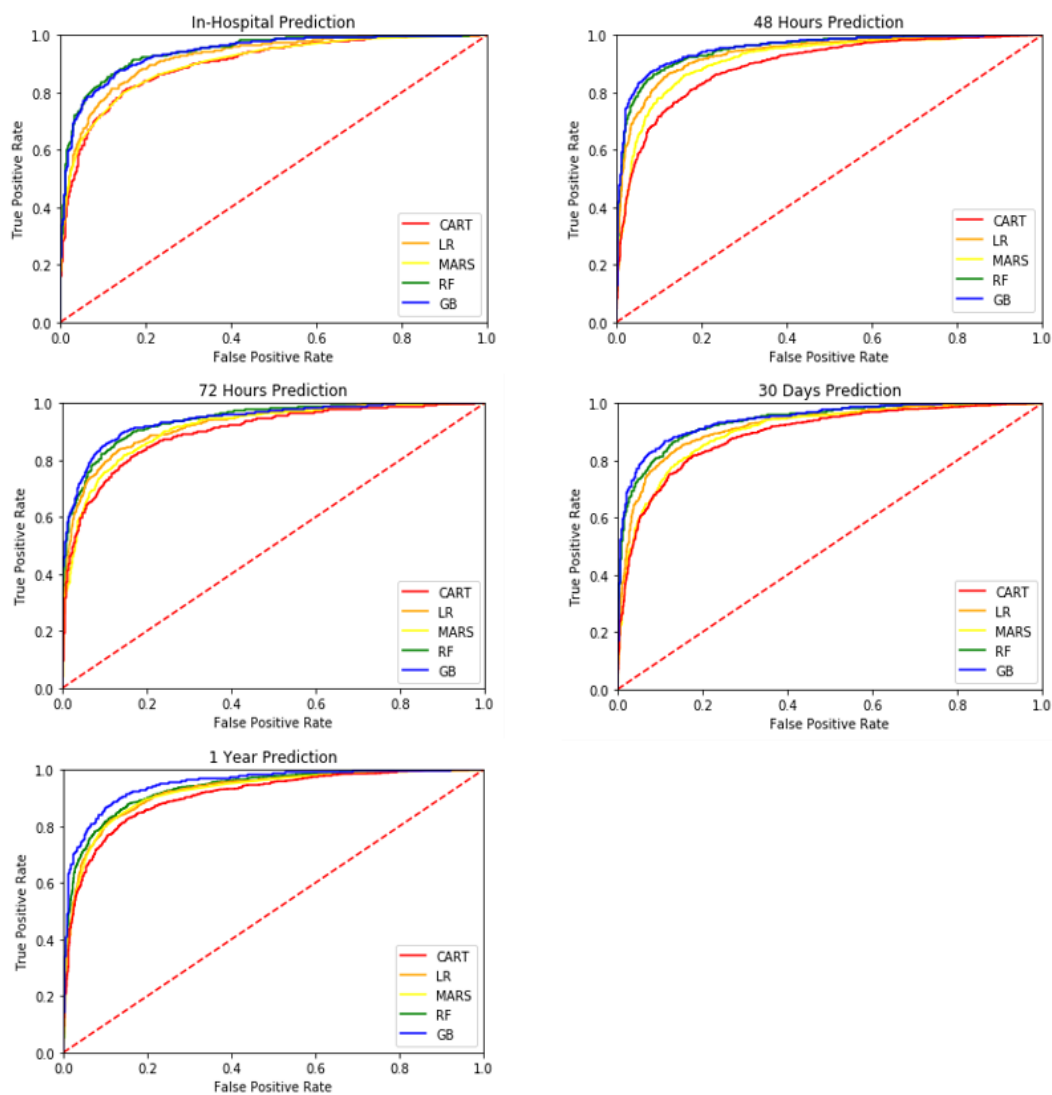 In-Hospital Prediction
True Positive Rate
1.0
0.8
0.6
0.4
0.2
0.0
CART
LR
MARS
RF
GB
0.0 0.2 0.4 0.6 0.8 1.0
False Positive Rate
48 Hours Prediction
True Positive Rate
1.0
0.8
0.6
0.4
0.2
0.0
CART
LR
MARS
RF
GB
0.0 0.2 0.4 0.6 0.8 1.0
False Positive Rate
72 Hours Prediction
True Positive Rate
1.0
0.8
0.6
0.4
0.2
0.0
CART
LR
MARS
RF
GB
0.0 0.2 0.4 0.6 0.8 1.0
False Positive Rate
30 Days Prediction
True Positive Rate
1.0
0.8
0.6
0.4
0.2
0.0
CART
LR
MARS
RF
GB
0.0 0.2 0.4 0.6 0.8 1.0
False Positive Rate
1 Year Prediction
True Positive Rate
1.0
0.8
0.6
0.4
0.2
0.0
CART
LR
MARS
RF
GB
0.0 0.2 0.4 0.6 0.8 1.0
False Positive Rate